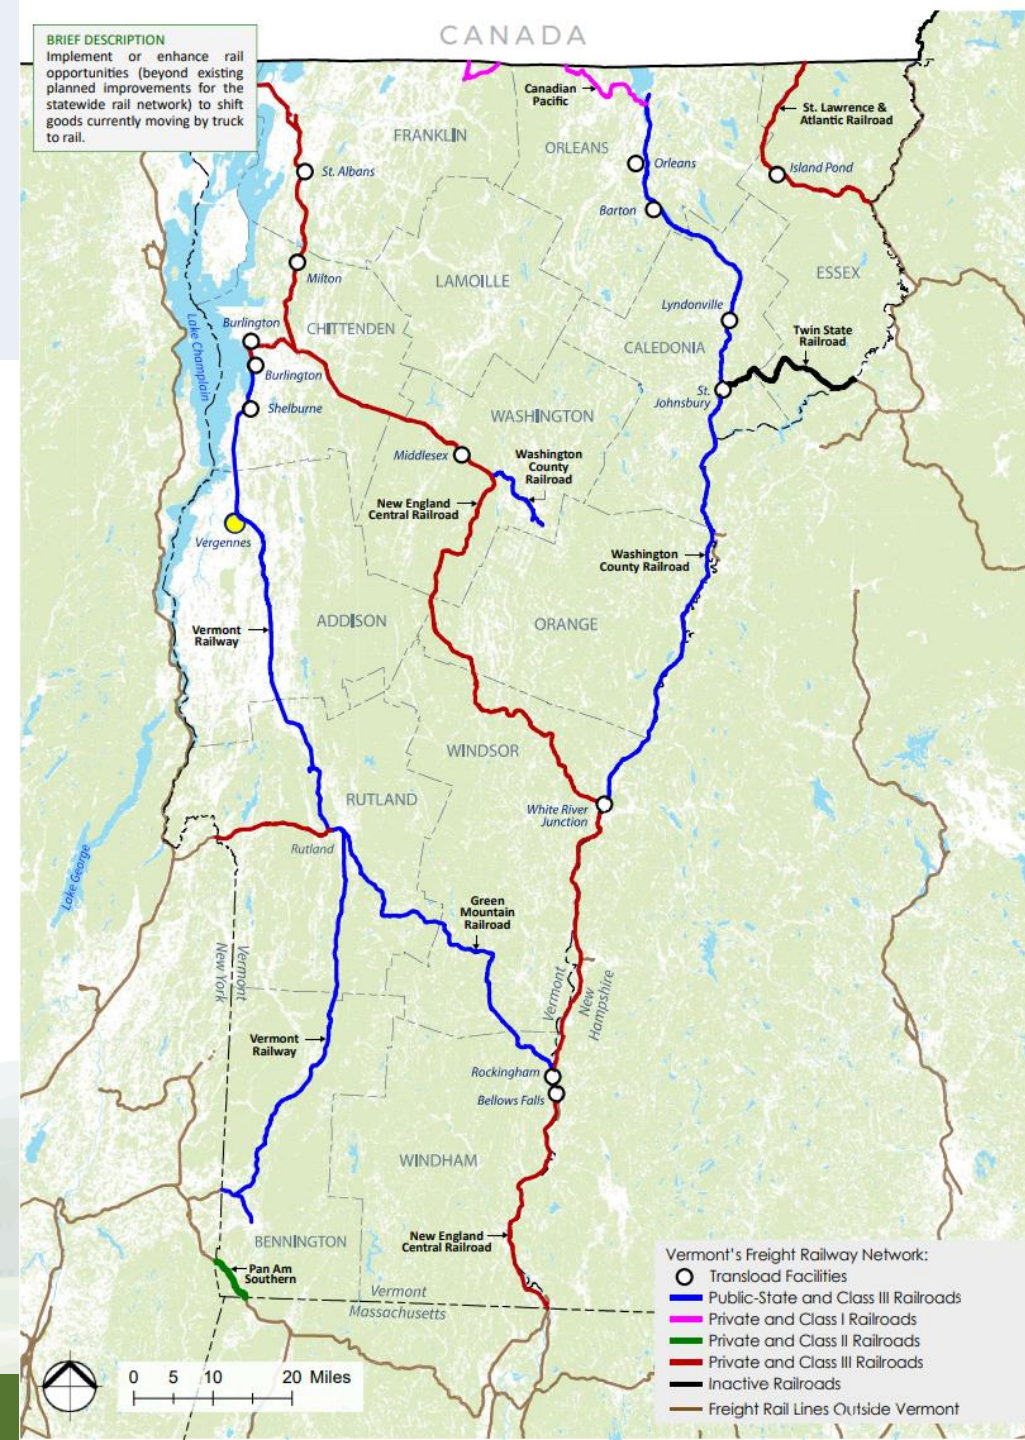 CANADA
BRIEF DESCRIPTION
Implement or enhance rail
opportunities (beyond existing
planned improvements for the
statewide rail network) to shift
goods currently moving by truck
to rail.
Canadian
Pacific
St. Lawrence &
Atlantic Railroad
FRANKLIN
ORLEANS
Orleans
Island Pond
St. Albans
Barton
Milton
LAMOILLE
ESSEX
Lyndonville
Lake Champlain
Burlington
CHITTENDEN
Twin State
Railroad
CALEDONIA
Burlington
St.
Johnsbury
Shelburne
WASHINGTON
Middlesex
Washington
County
Railroad
New England
Central Railroad
Vergennes
Washington
County Railroad
Vermont
Railway
ADDISON
ORANGE
WINDSOR
RUTLAND
White River
Junction
Rutland
Lake George
Green
Mountain
Railroad
New York
Vermont
Vermont
New
Hampshire
Vermont
Railway
Rockingham
Bellows Falls
WINDHAM
BENNINGTON
New England
Central Railroad
Pan Am
Southern
Vermont
Massachusetts
Vermont's Freight Railway Network:
Transload Facilities
Public-State and Class III Railroads
Private and Class I Railroads
Private and Class II Railroads
Private and Class III Railroads
Inactive Railroads
Freight Rail Lines Outside Vermont
0 5 10 20 Miles